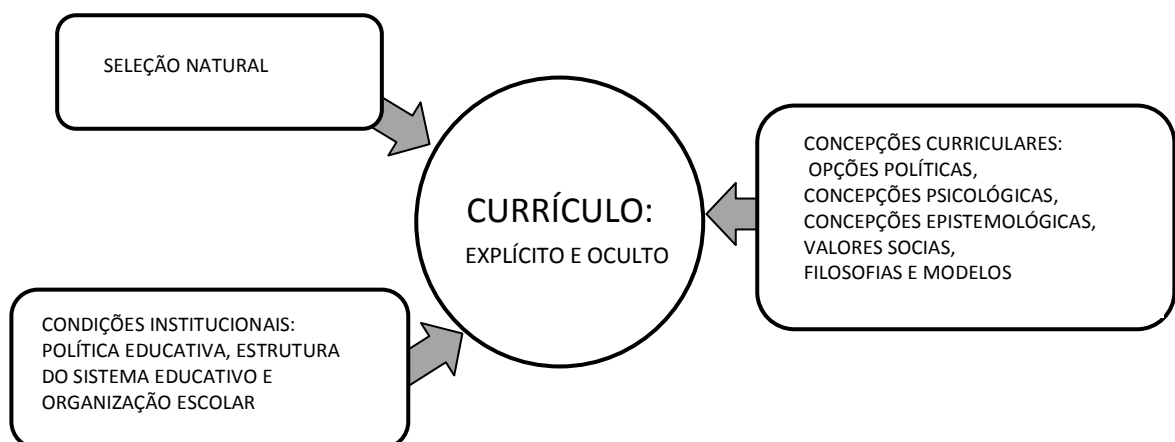 SELEÇÃO NATURAL
CURRÍCULO:
EXPLÍCITO E OCULTO
CONCEPÇÕES CURRICULARES:
OPÇÕES POLÍTICAS,
CONCEPÇÕES PSICOLÓGICAS,
CONCEPÇÕES EPISTEMOLÓGICAS,
VALORES SOCIAS,
FILOSOFIAS E MODELOS
CONDIÇÕES INSTITUCIONAIS:
POLÍTICA EDUCATIVA, ESTRUTURA
DO SISTEMA EDUCATIVO E
ORGANIZAÇÃO ESCOLAR